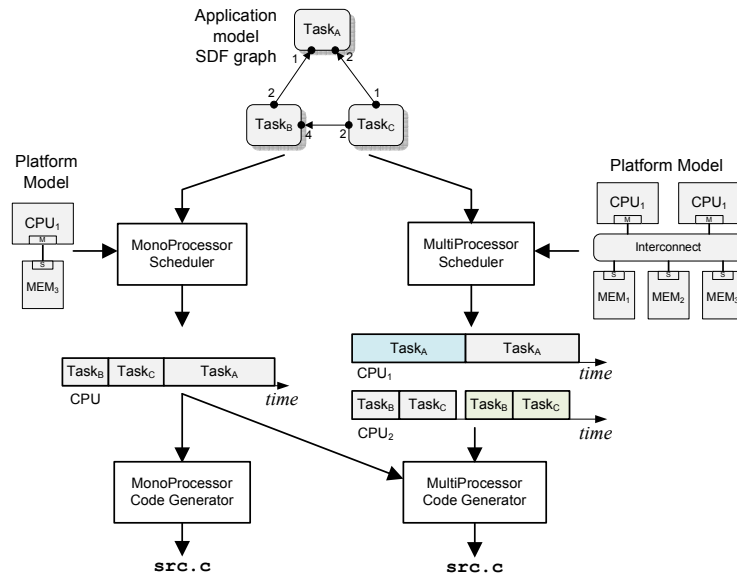 Application
model
SDF graph
TaskA
1
2
2
1
TaskB
4
2
TaskC
Platform
Model
CPU1
M
S
MEM3
MonoProcessor
Scheduler
MultiProcessor
Scheduler
Platform Model
CPU1
CPU1
M
M
Interconnect
S
S
S
MEM1
MEM2
MEM3
TaskB
TaskC
TaskA
CPU
time
TaskA
TaskA
CPU1
time
TaskB
TaskC
TaskB
TaskC
CPU2
time
MonoProcessor
Code Generator
MultiProcessor
Code Generator
src.c
src.c